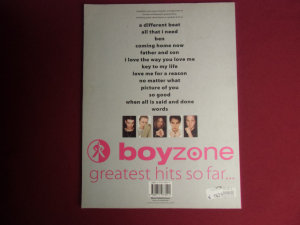 a different beat
all that i need
ben
coming home now
father and son
i love the way you love me
key to my life
love me for a reason
no matter what
picture of you
so good
when all is said and done
words
boyzone
greatest hits so far...